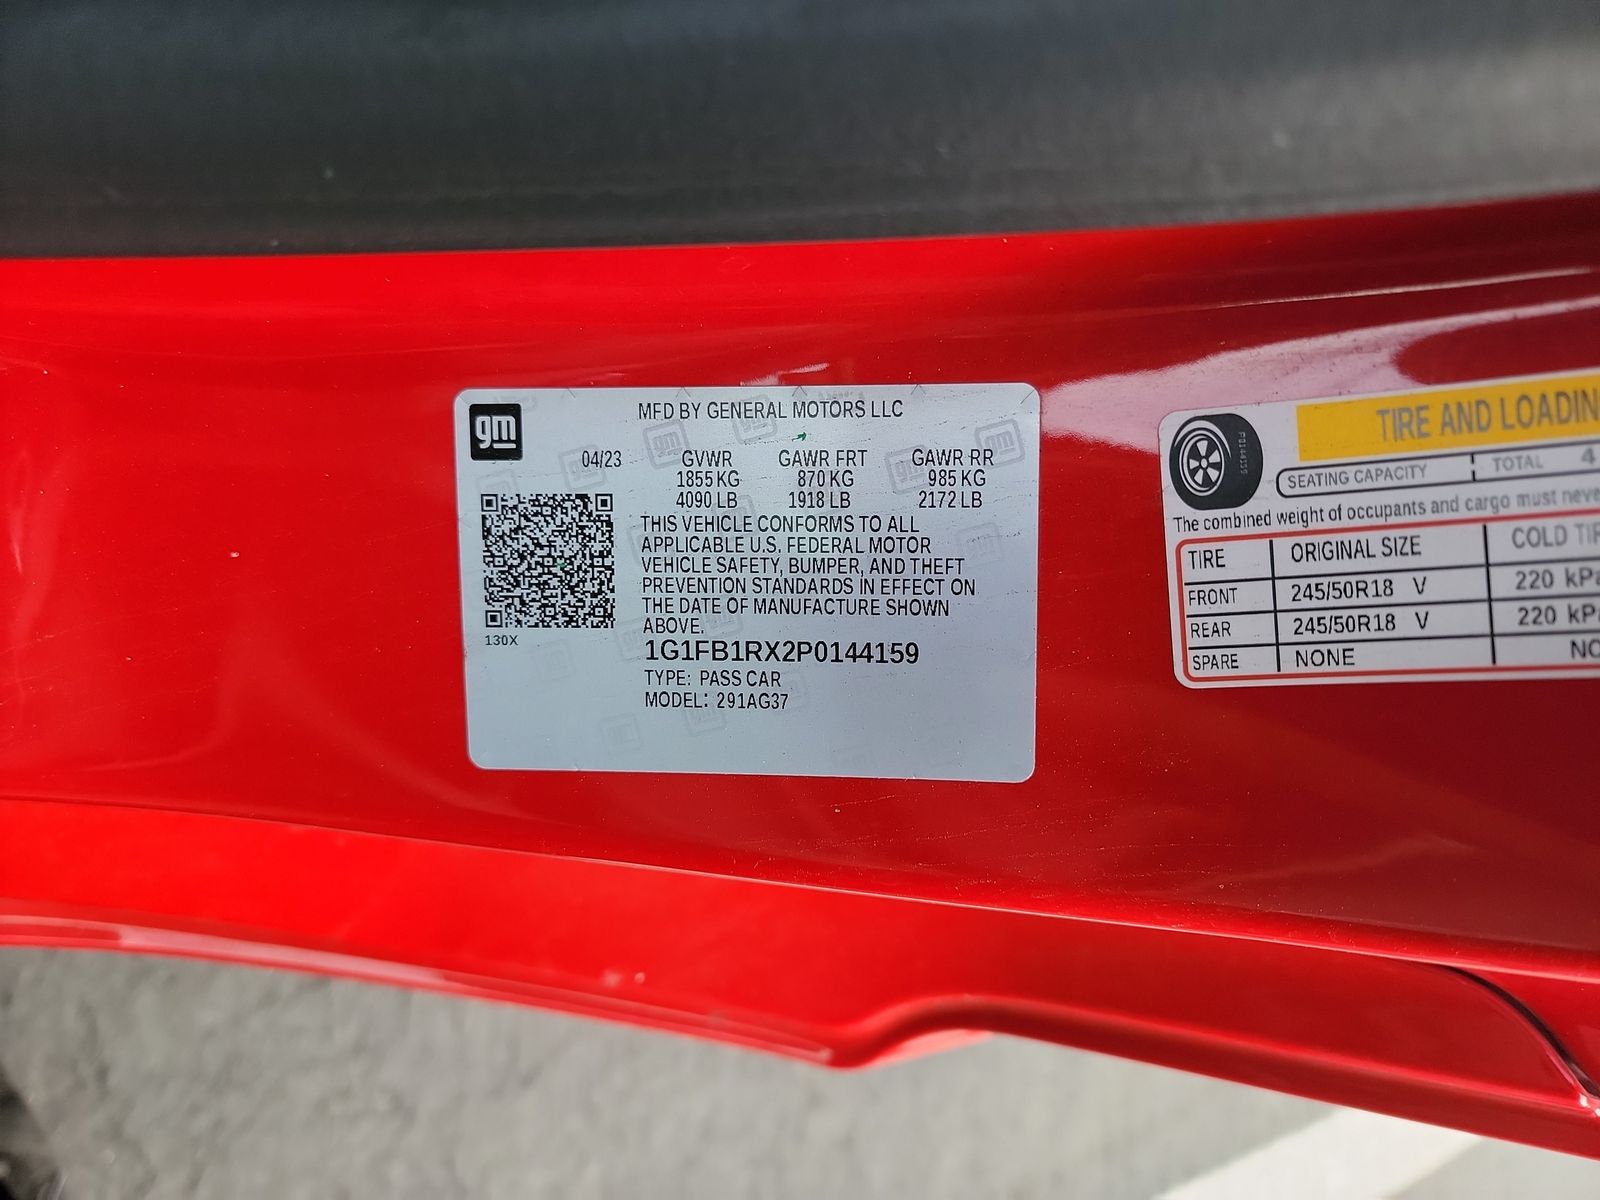 gm
MFD BY GENERAL MOTORS LLC
04/23 GVWR GAWR FRT GAWR RR
1855 KG 870 KG 985 KG
4090 LB 1918 LB 2172 LB
THIS VEHICLE CONFORMS TO ALL
APPLICABLE U.S. FEDERAL MOTOR
VEHICLE SAFETY, BUMPER, AND THEFT
PREVENTION STANDARDS IN EFFECT ON
THE DATE OF MANUFACTURE SHOWN
ABOVE.
130X
1G1FB1RX2P0144159
TYPE: PASS CAR
MODEL: 291AG37
TIRE AND LOADIN
SEATING CAPACITY TOTAL 4
The combined weight of occupants and cargo must neve
TIRE ORIGINAL SIZE COLD TIR
FRONT 245/50R18 V 220 kPa
REAR 245/50R18 V 220 kPa
SPARE NONE NO
P0144159